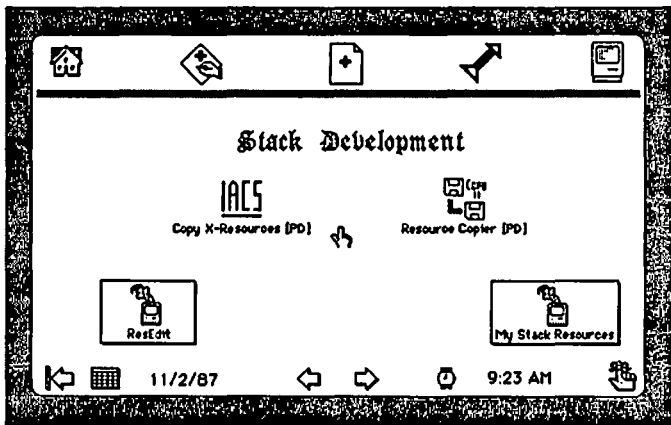 Stack Development
IACS
Copy X-Resources [PD]
Resource Copier [PD]
ResEdit
My Stack Resources
11/2/87
9:23 AM